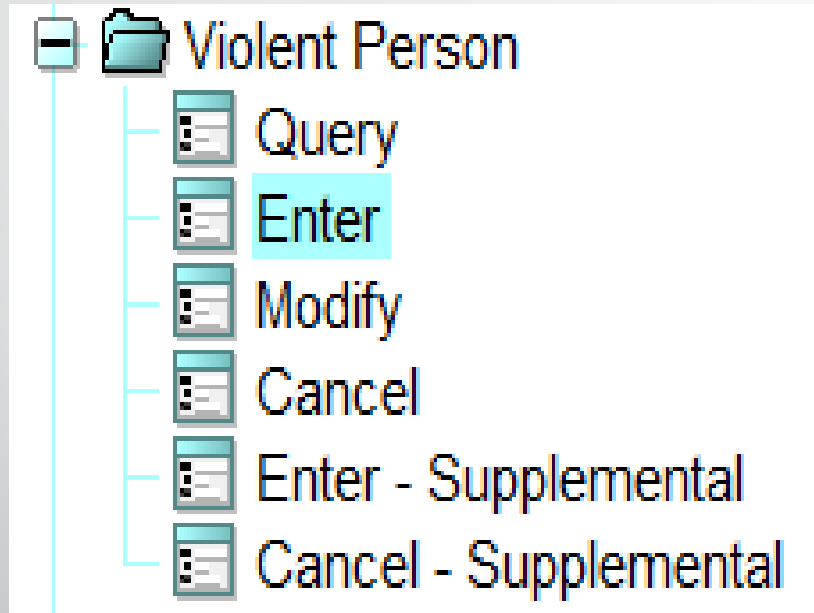 Violent Person
Query
Enter
Modify
Cancel
Enter - Supplemental
Cancel - Supplemental